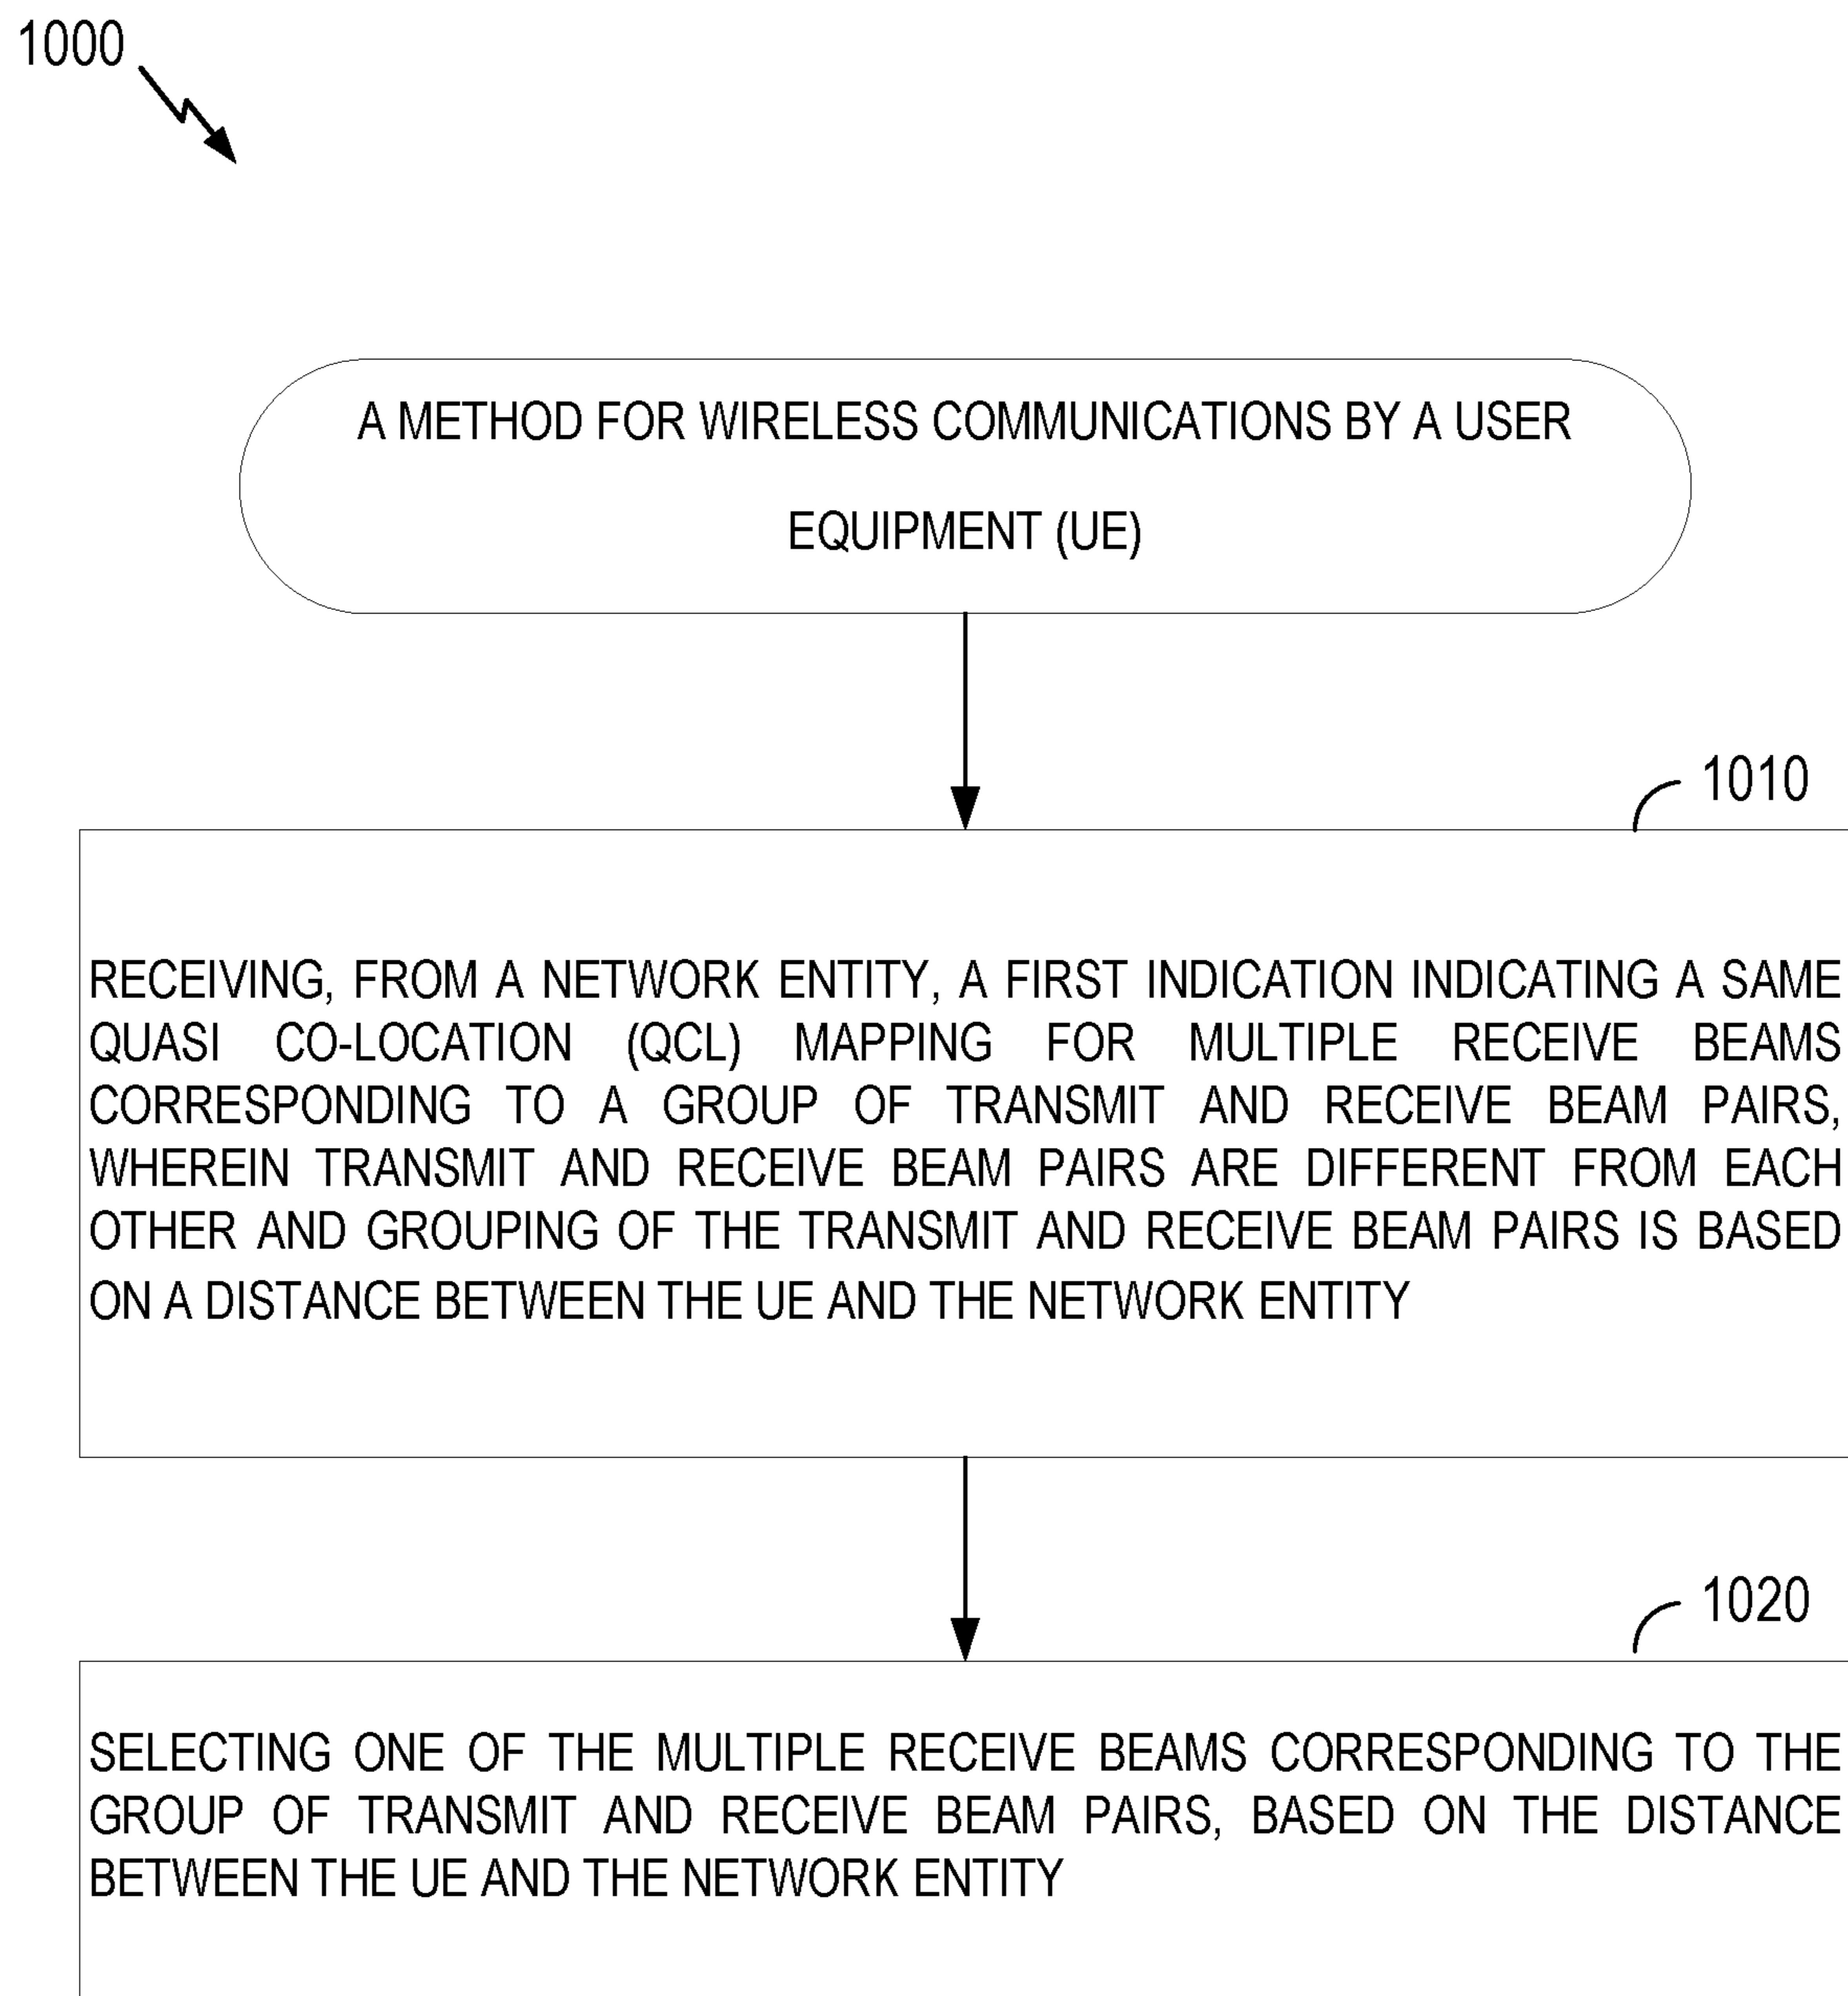 1000
A METHOD FOR WIRELESS COMMUNICATIONS BY A USER
EQUIPMENT (UE)
1010
RECEIVING, FROM A NETWORK ENTITY, A FIRST INDICATION INDICATING A SAME
QUASI CO-LOCATION (QCL) MAPPING FOR MULTIPLE RECEIVE BEAMS
CORRESPONDING TO A GROUP OF TRANSMIT AND RECEIVE BEAM PAIRS,
WHEREIN TRANSMIT AND RECEIVE BEAM PAIRS ARE DIFFERENT FROM EACH
OTHER AND GROUPING OF THE TRANSMIT AND RECEIVE BEAM PAIRS IS BASED
ON A DISTANCE BETWEEN THE UE AND THE NETWORK ENTITY
1020
SELECTING ONE OF THE MULTIPLE RECEIVE BEAMS CORRESPONDING TO THE
GROUP OF TRANSMIT AND RECEIVE BEAM PAIRS, BASED ON THE DISTANCE
BETWEEN THE UE AND THE NETWORK ENTITY